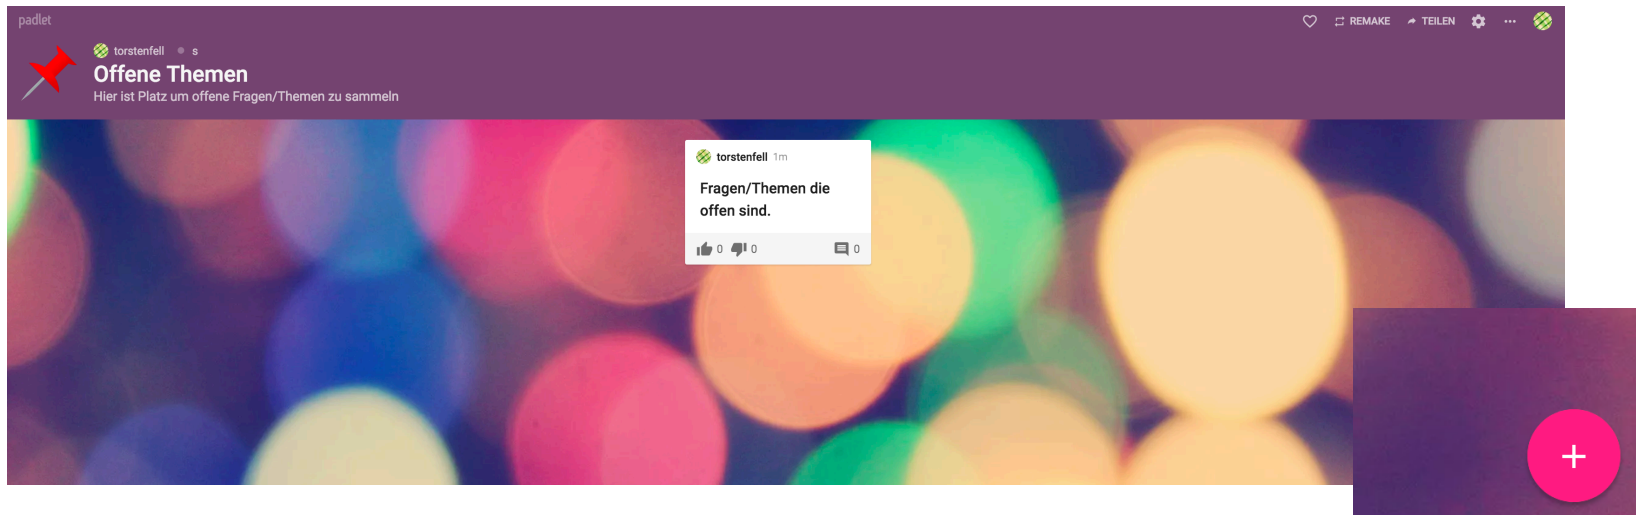 padlet
REMAKE
TEILEN
torstenfell s
Offene Themen
Hier ist Platz um offene Fragen/Themen zu sammeln
torstenfell 1m
Fragen/Themen die
offen sind.
0 0 0